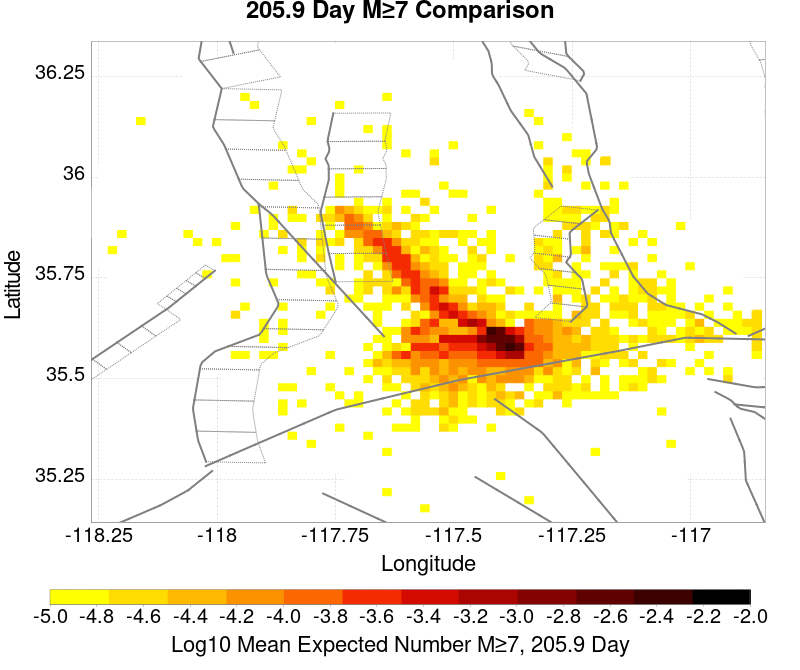 205.9 Day M≥7 Comparison
36.25
36
35.75
35.5
35.25
Latitude
-118.25 -118 -117.75 -117.5 -117.25 -117
Longitude
-5.0 -4.8 -4.6 -4.4 -4.2 -4.0 -3.8 -3.6 -3.4 -3.2 -3.0 -2.8 -2.6 -2.4 -2.2 -2.0
Log10 Mean Expected Number M≥7, 205.9 Day